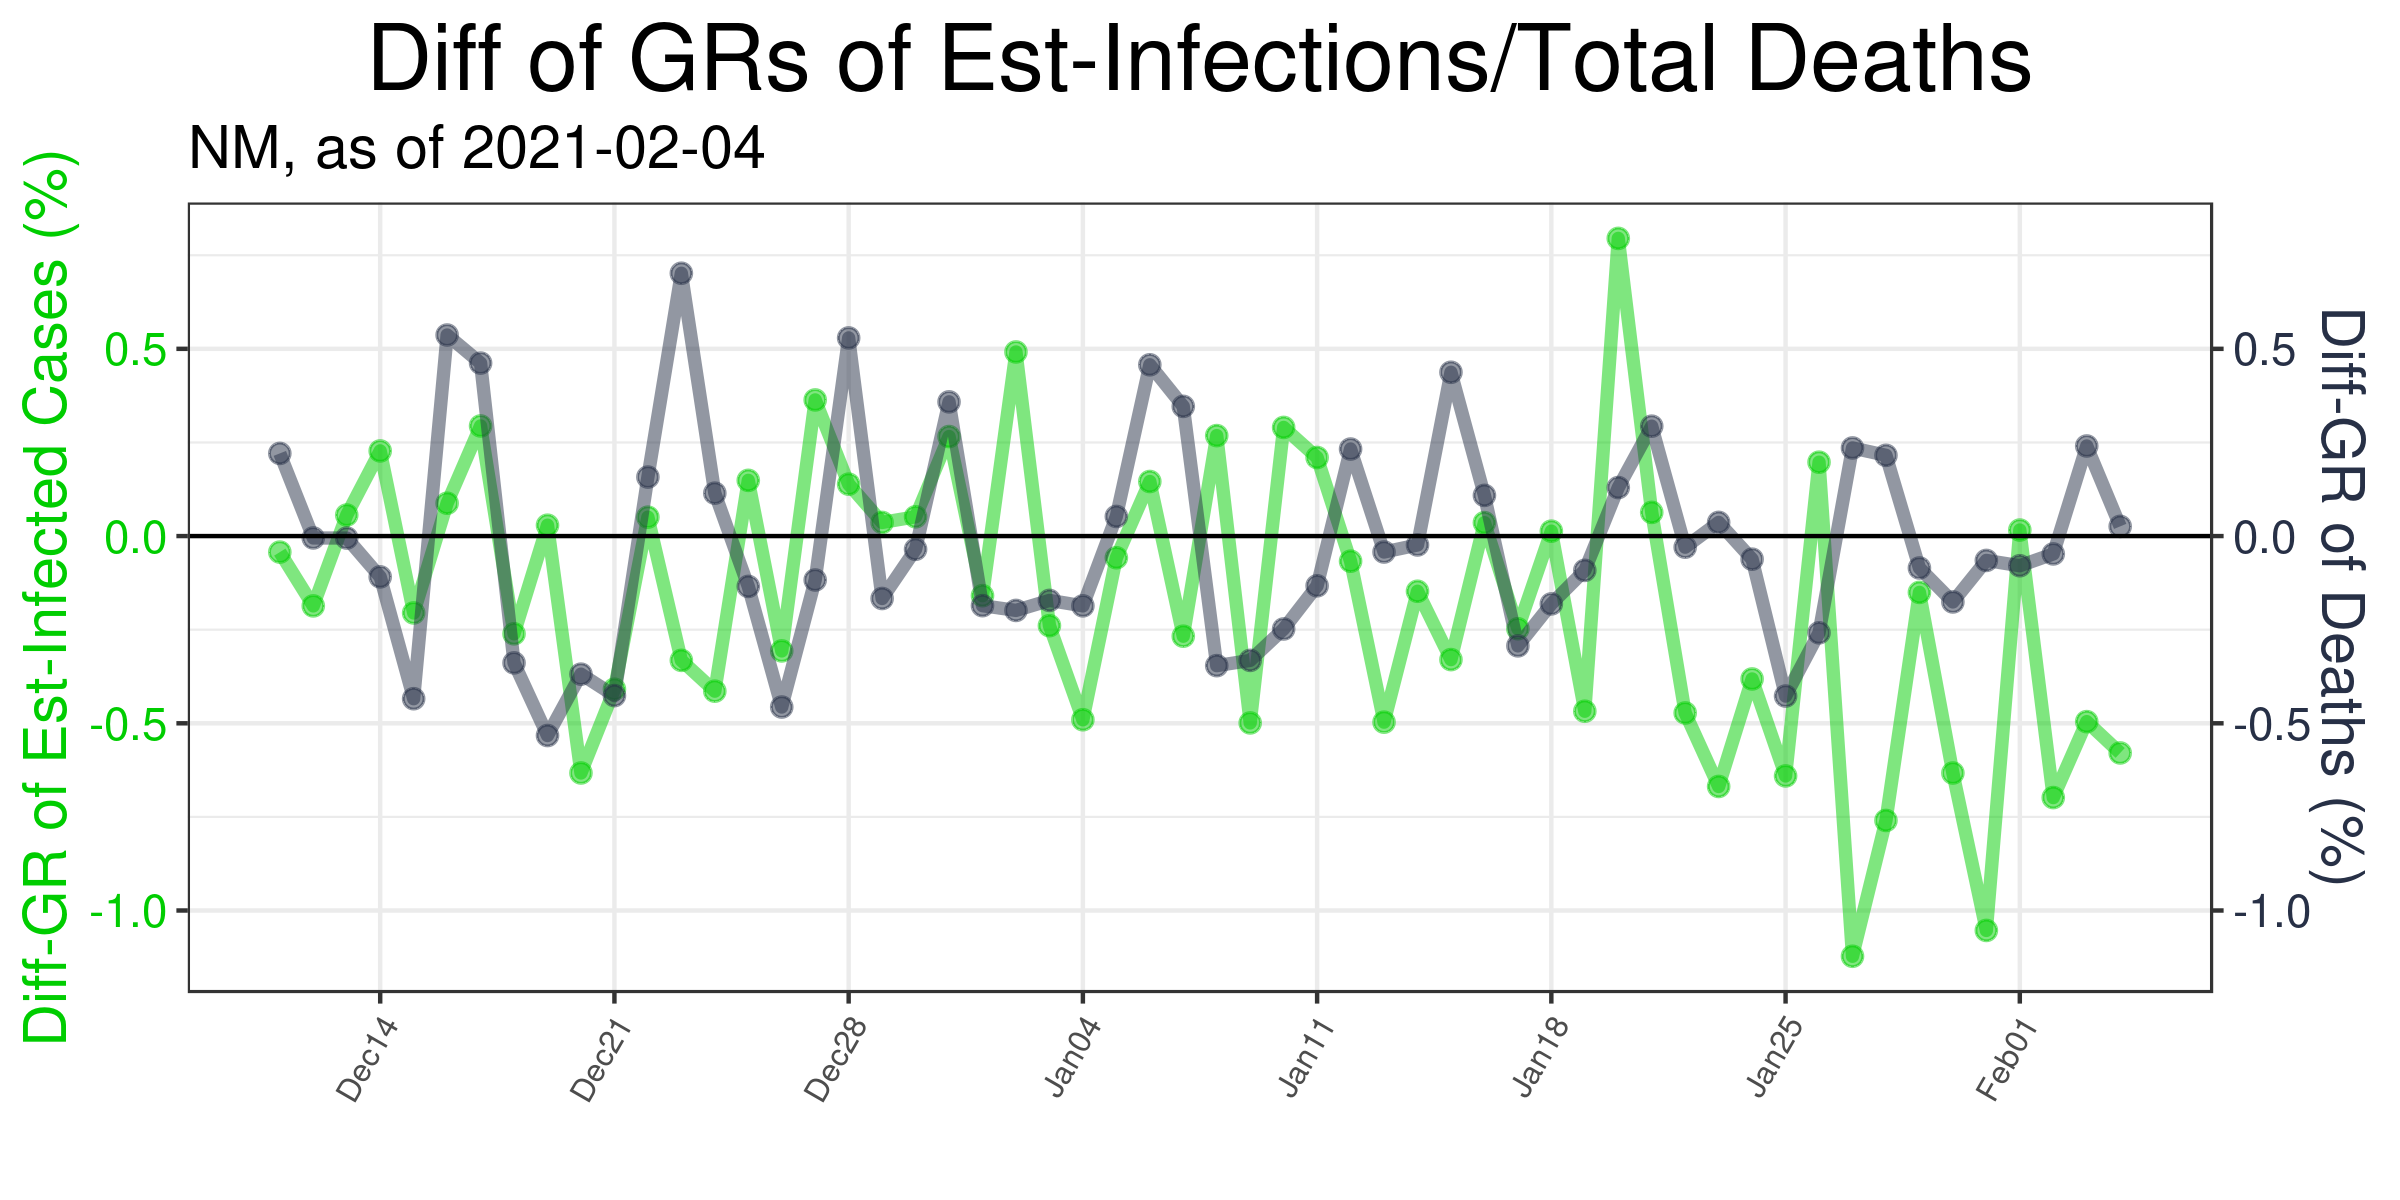 Diff of GRs of Est-Infections/Total Deaths
NM, as of 2021-02-04
Diff-GR of Est-Infected Cases (%)
0.5
0.0
-0.5
-1.0
0.5
0.0
-0.5
-1.0
Diff-GR of Deaths (%)
Dec14
Dec21
Dec28
Jan04
Jan11
Jan18
Jan25
Feb01